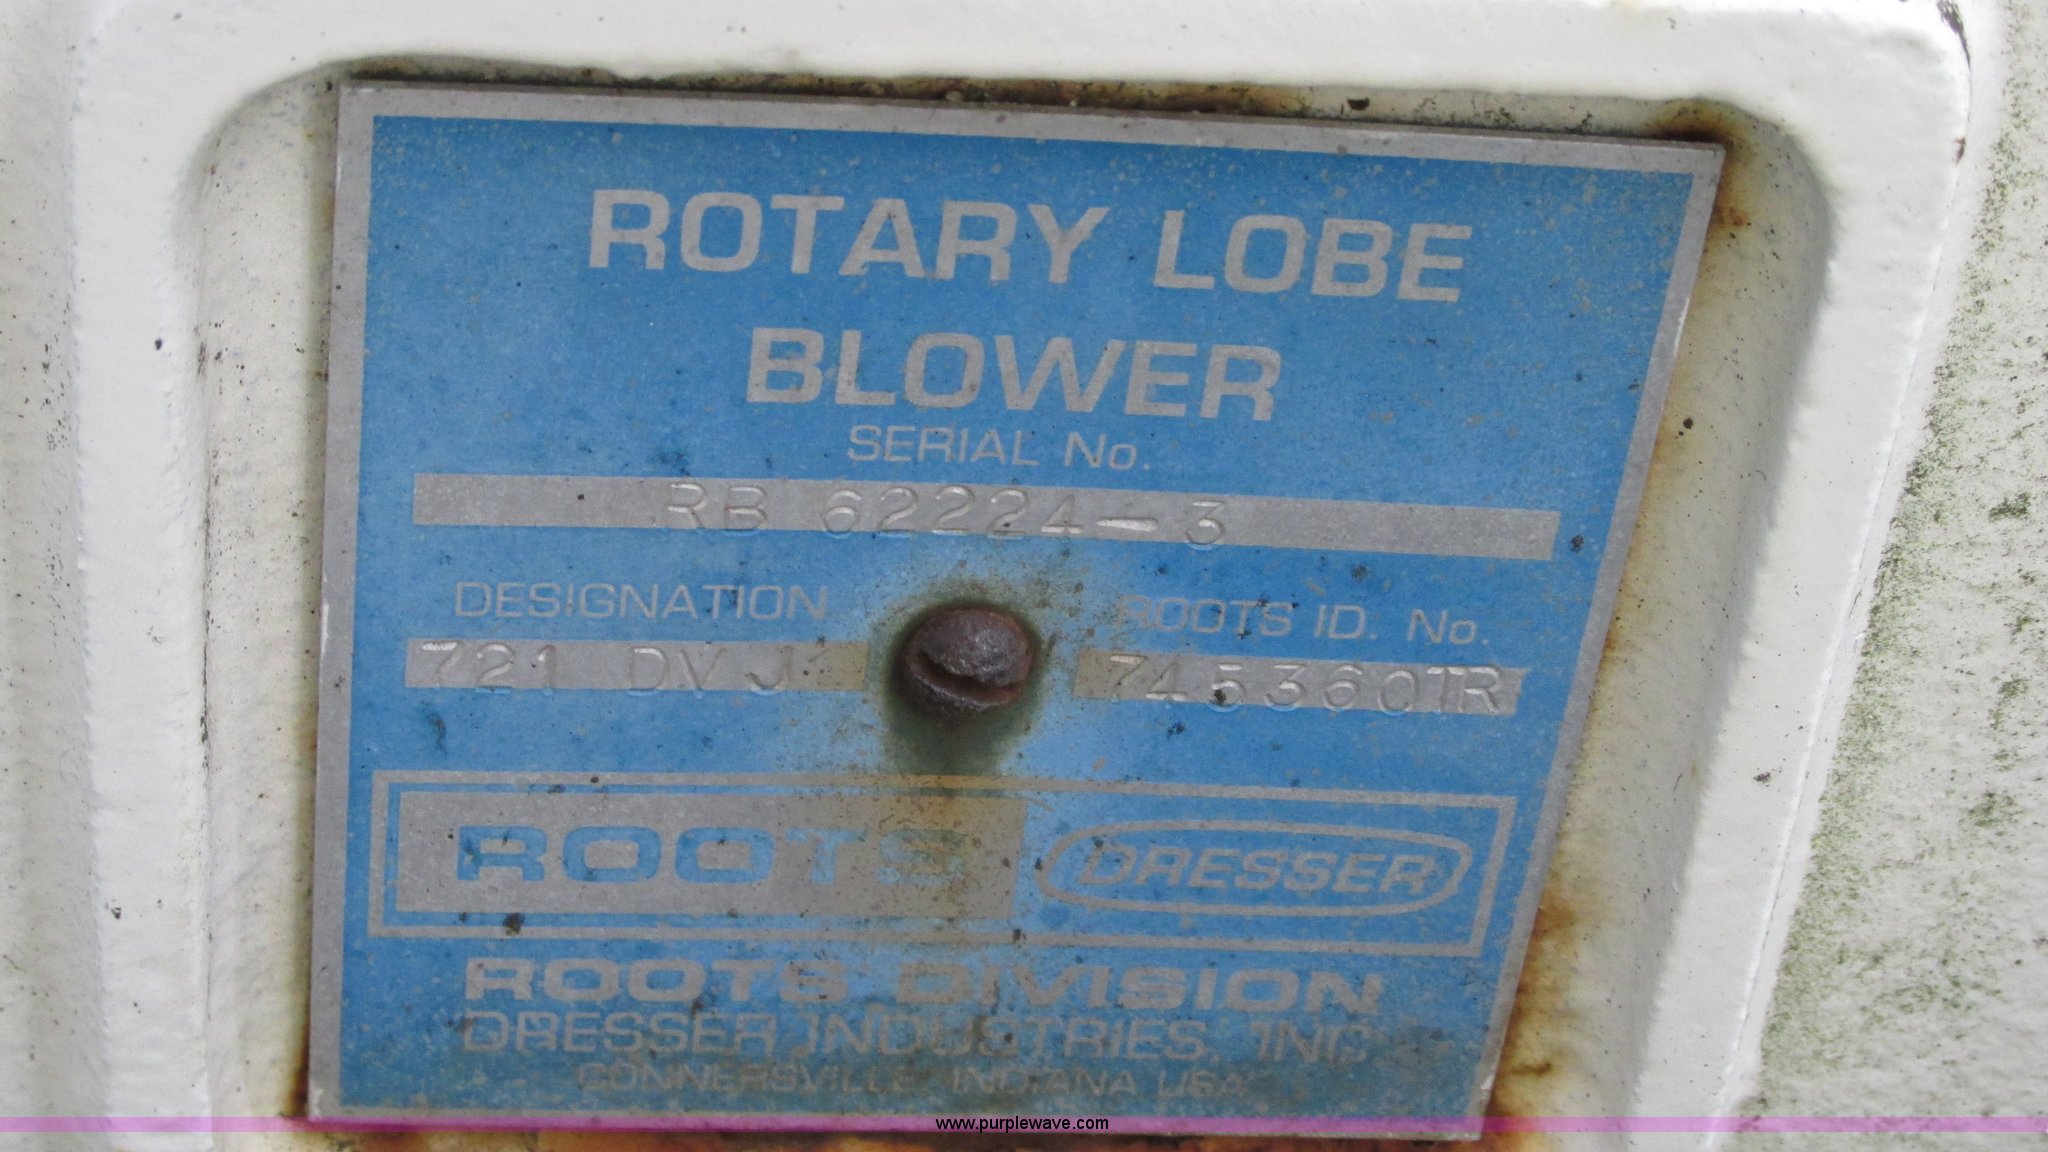 ROTARY LOBE
BLOWER
SERIAL No.
RB 62224-3
DESIGNATION ROOTS ID. No.
721 DVJ 7453601R
ROOTS DRESSER
ROOTS DIVISION
DRESSER INDUSTRIES, INC
CONNERSVILLE, INDIANA USA
www.purplewave.com